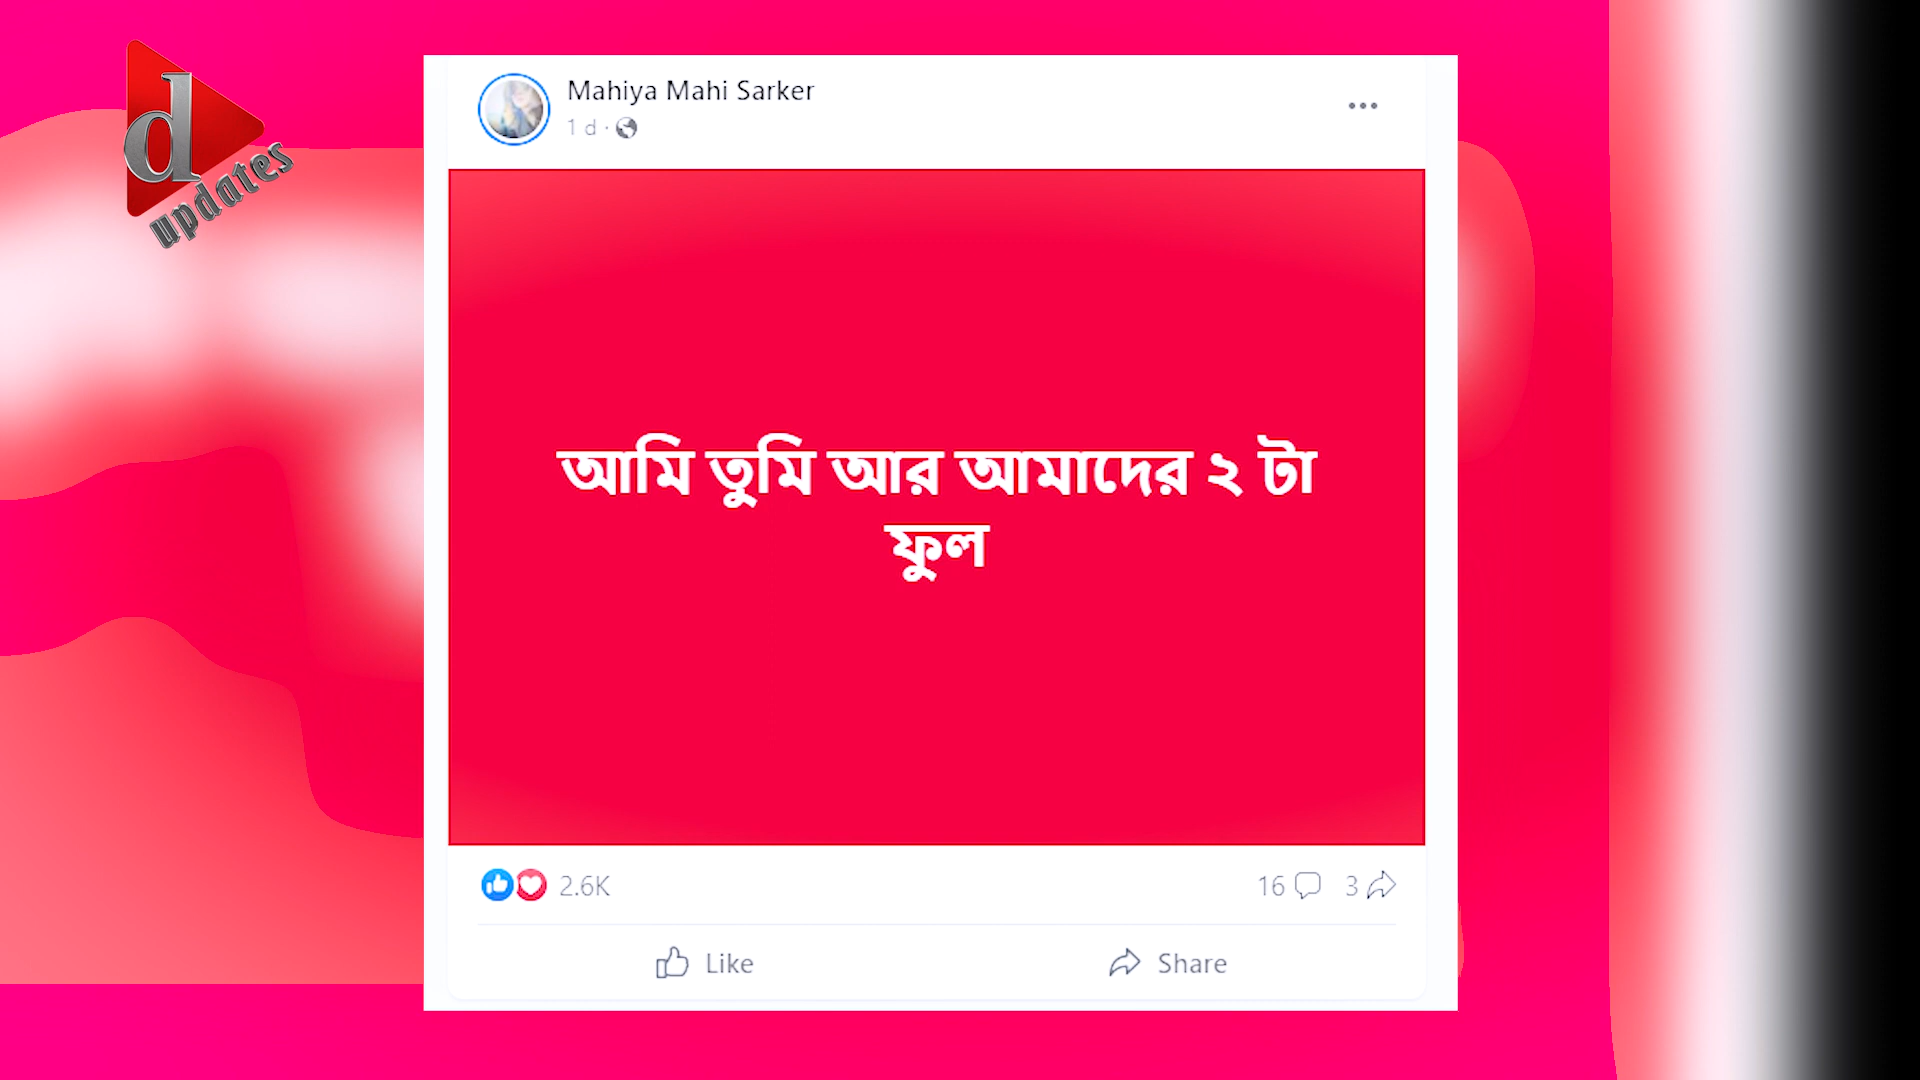 d
updates
Mahiya Mahi Sarker
1 d ·
আমি তুমি আর আমাদের ২ টা
ফুল
2.6K
16
3
Like
Share